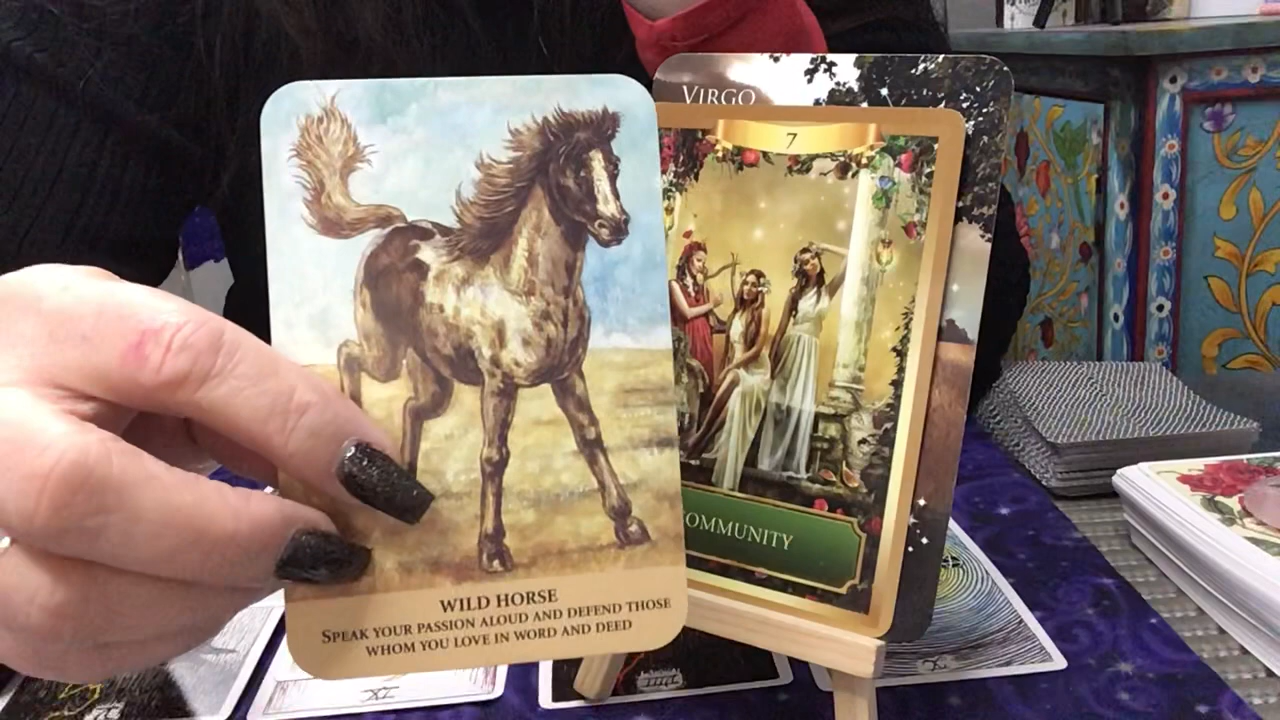 VIRGO
7
OMMUNITY
WILD HORSE
SPEAK YOUR PASSION ALOUD AND DEFEND THOSE
WHOM YOU LOVE IN WORD AND DEED
XI